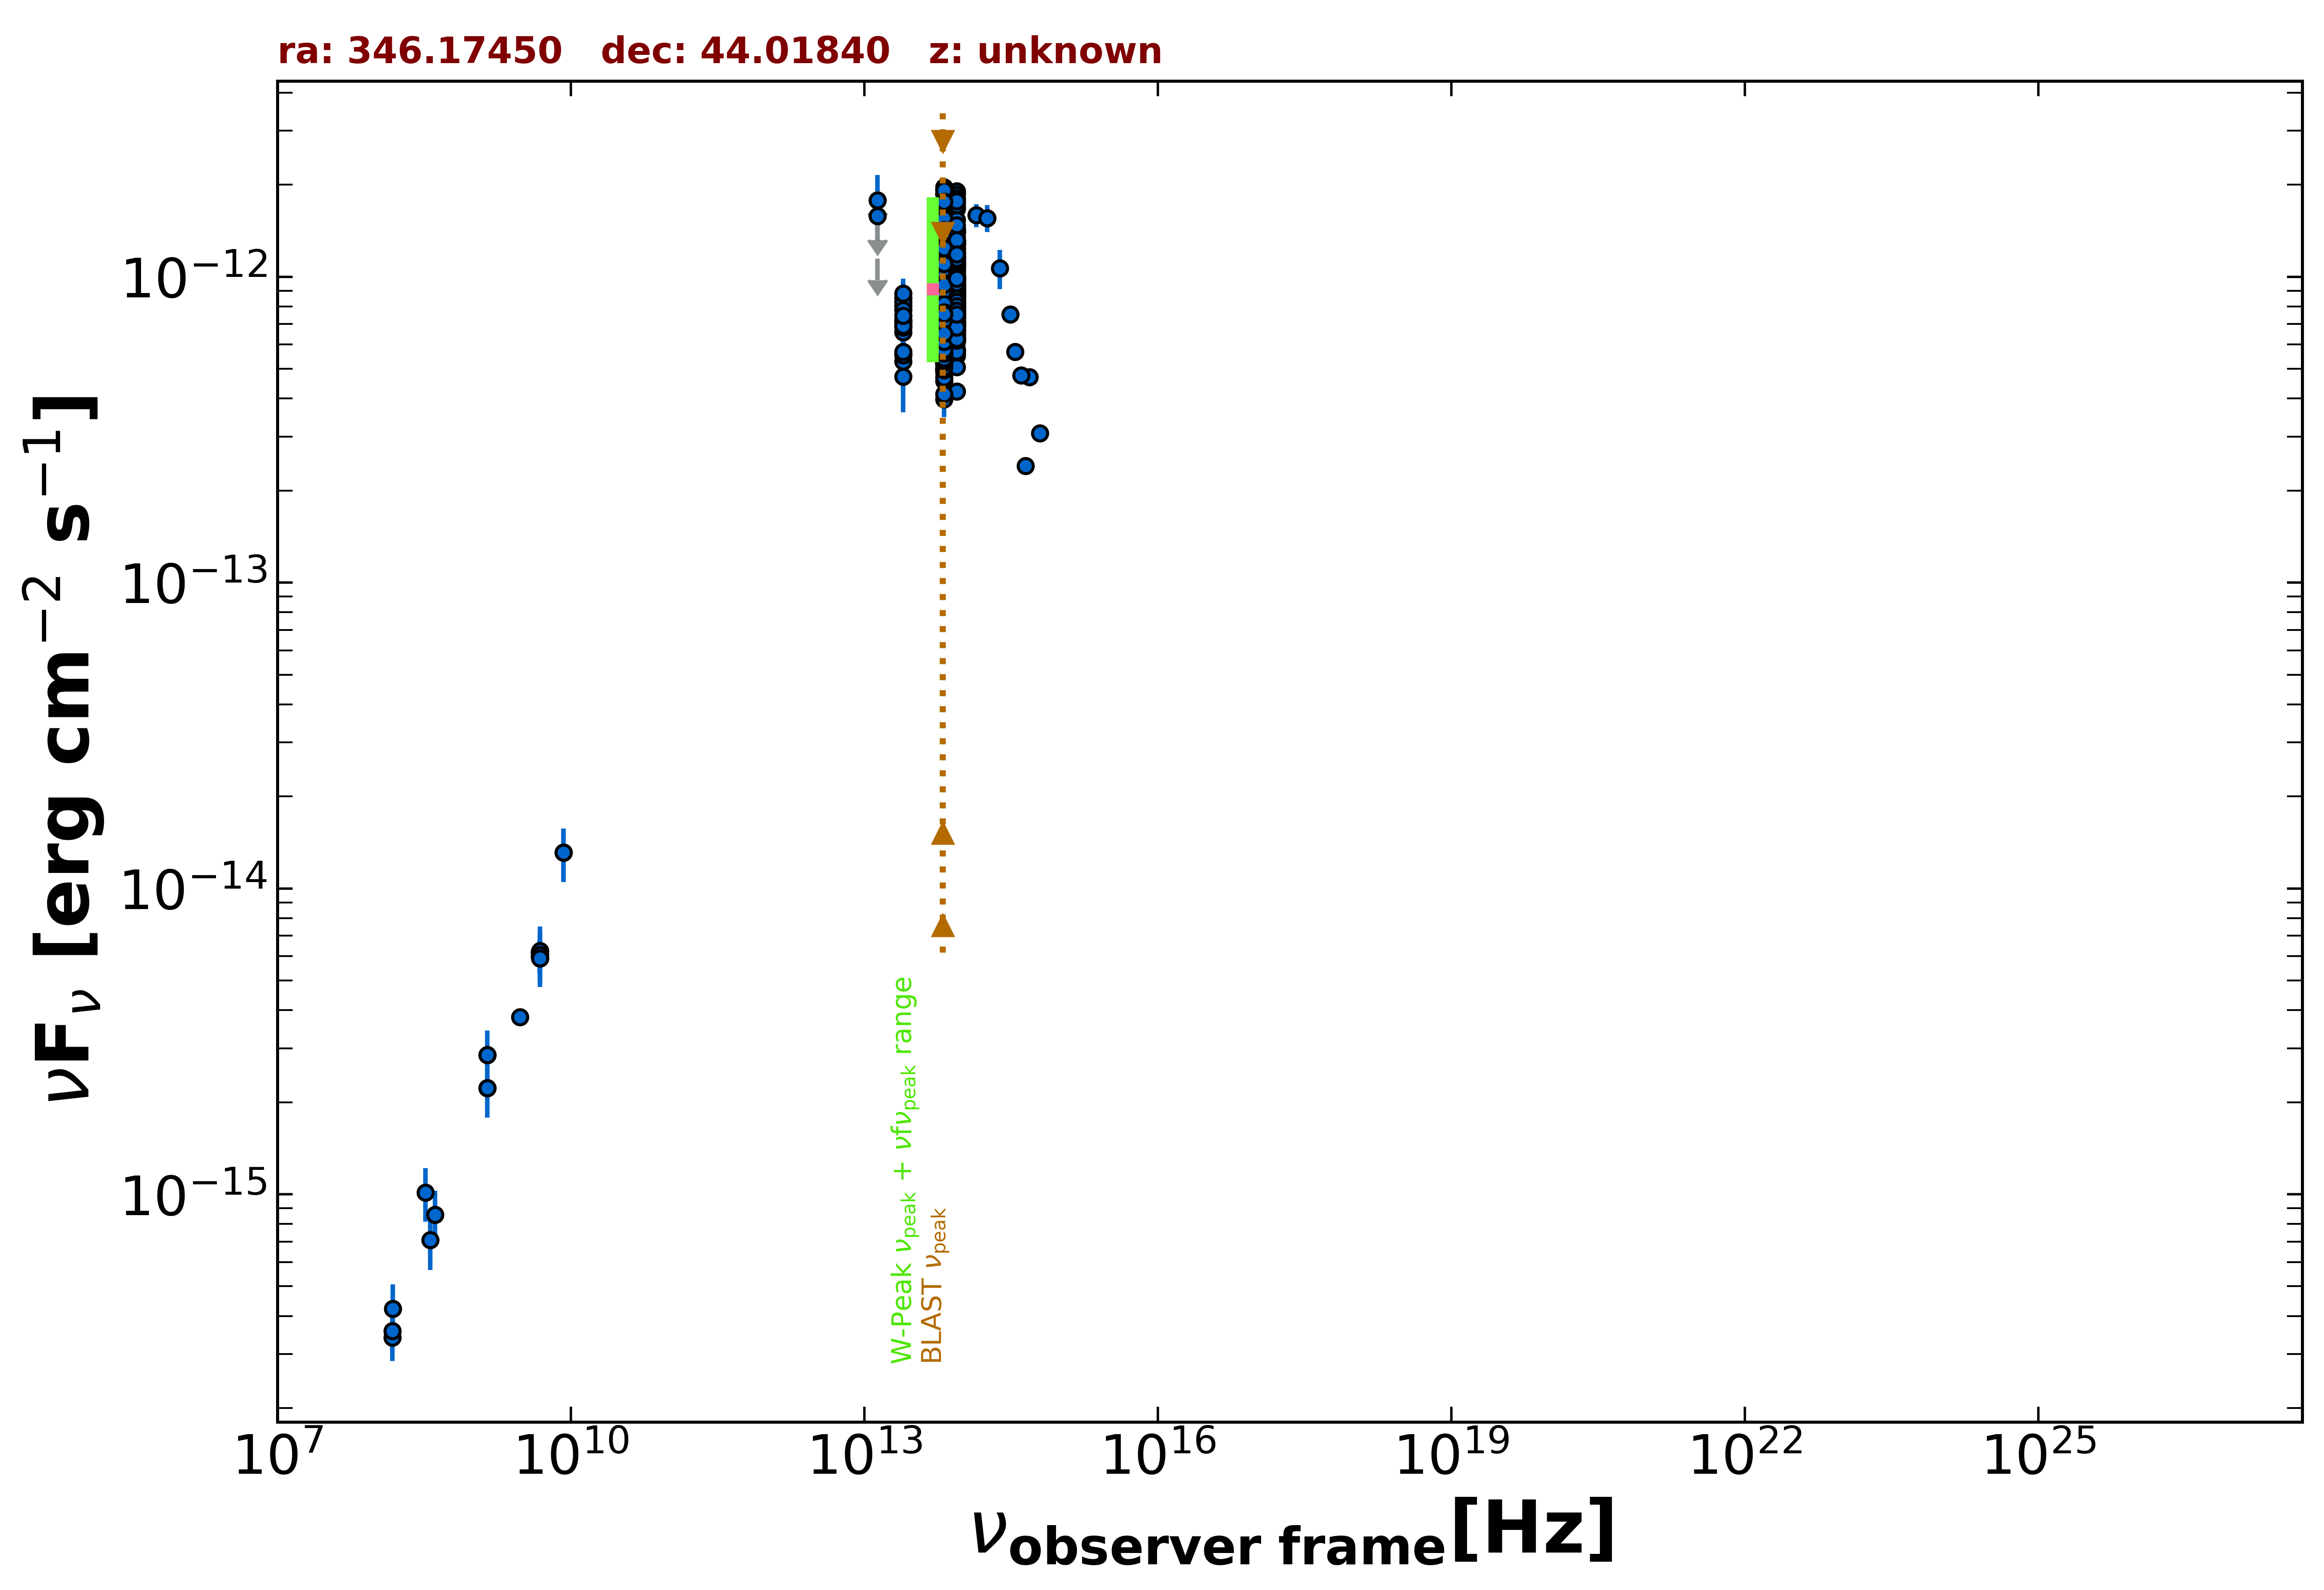 ra: 346.17450 dec: 44.01840 z: unknown
νFν [erg cm⁻² s⁻¹]
10⁻¹²
10⁻¹³
10⁻¹⁴
10⁻¹⁵
W-Peak νpeak + νfνpeak range
BLAST νpeak
10⁷ 10¹⁰ 10¹³ 10¹⁶ 10¹⁹ 10²² 10²⁵
νobserver frame [Hz]